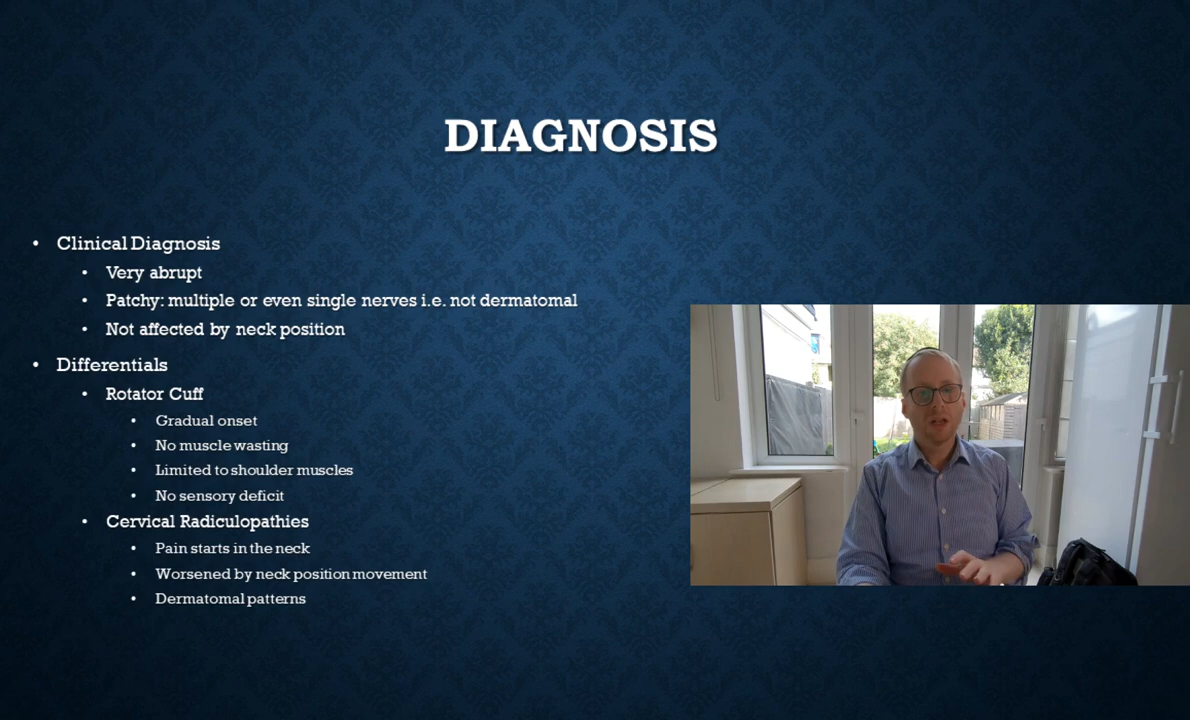 DIAGNOSIS
• Clinical Diagnosis
• Very abrupt
• Patchy: multiple or even single nerves i.e. not dermatomal
• Not affected by neck position
• Differentials
• Rotator Cuff
• Gradual onset
• No muscle wasting
• Limited to shoulder muscles
• No sensory deficit
• Cervical Radiculopathies
• Pain starts in the neck
• Worsened by neck position movement
• Dermatomal patterns